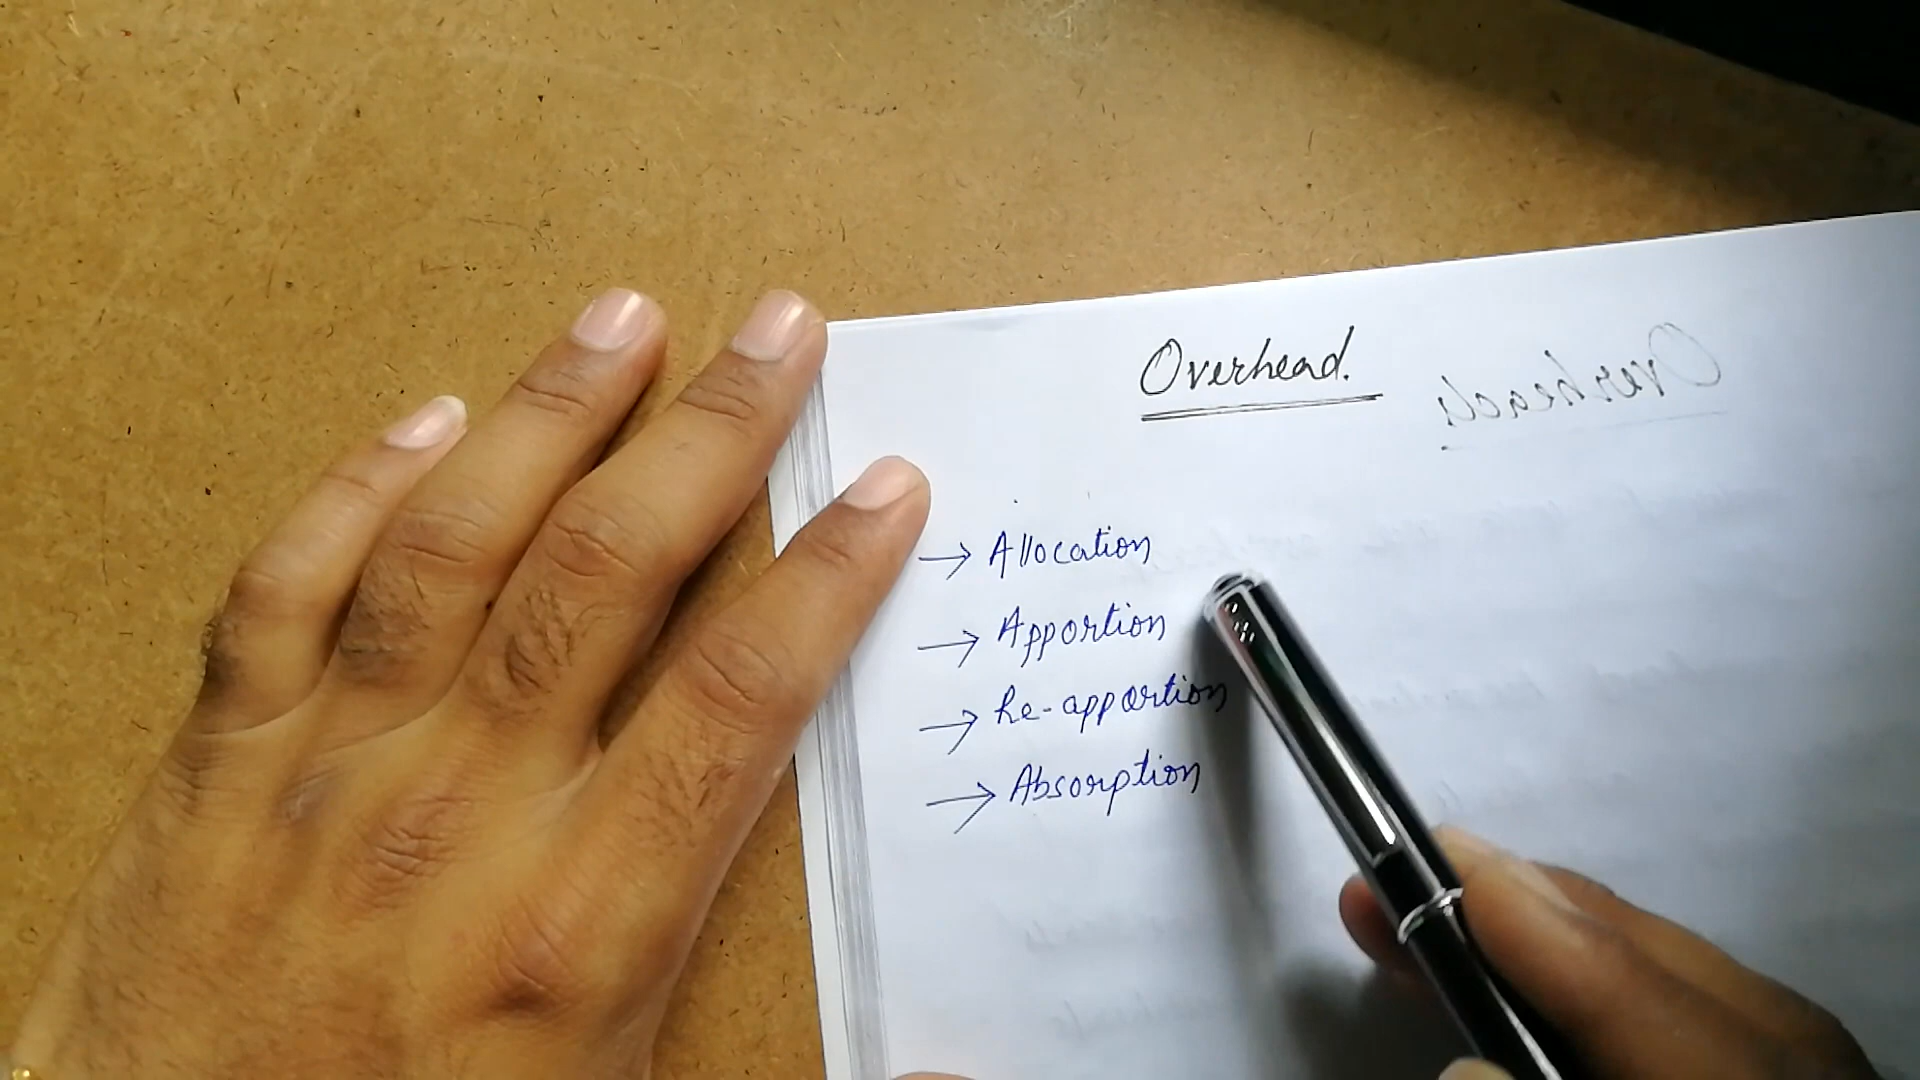 Overhead.
→ Allocation
→ Apportion
→ Re-apportion
→ Absorption